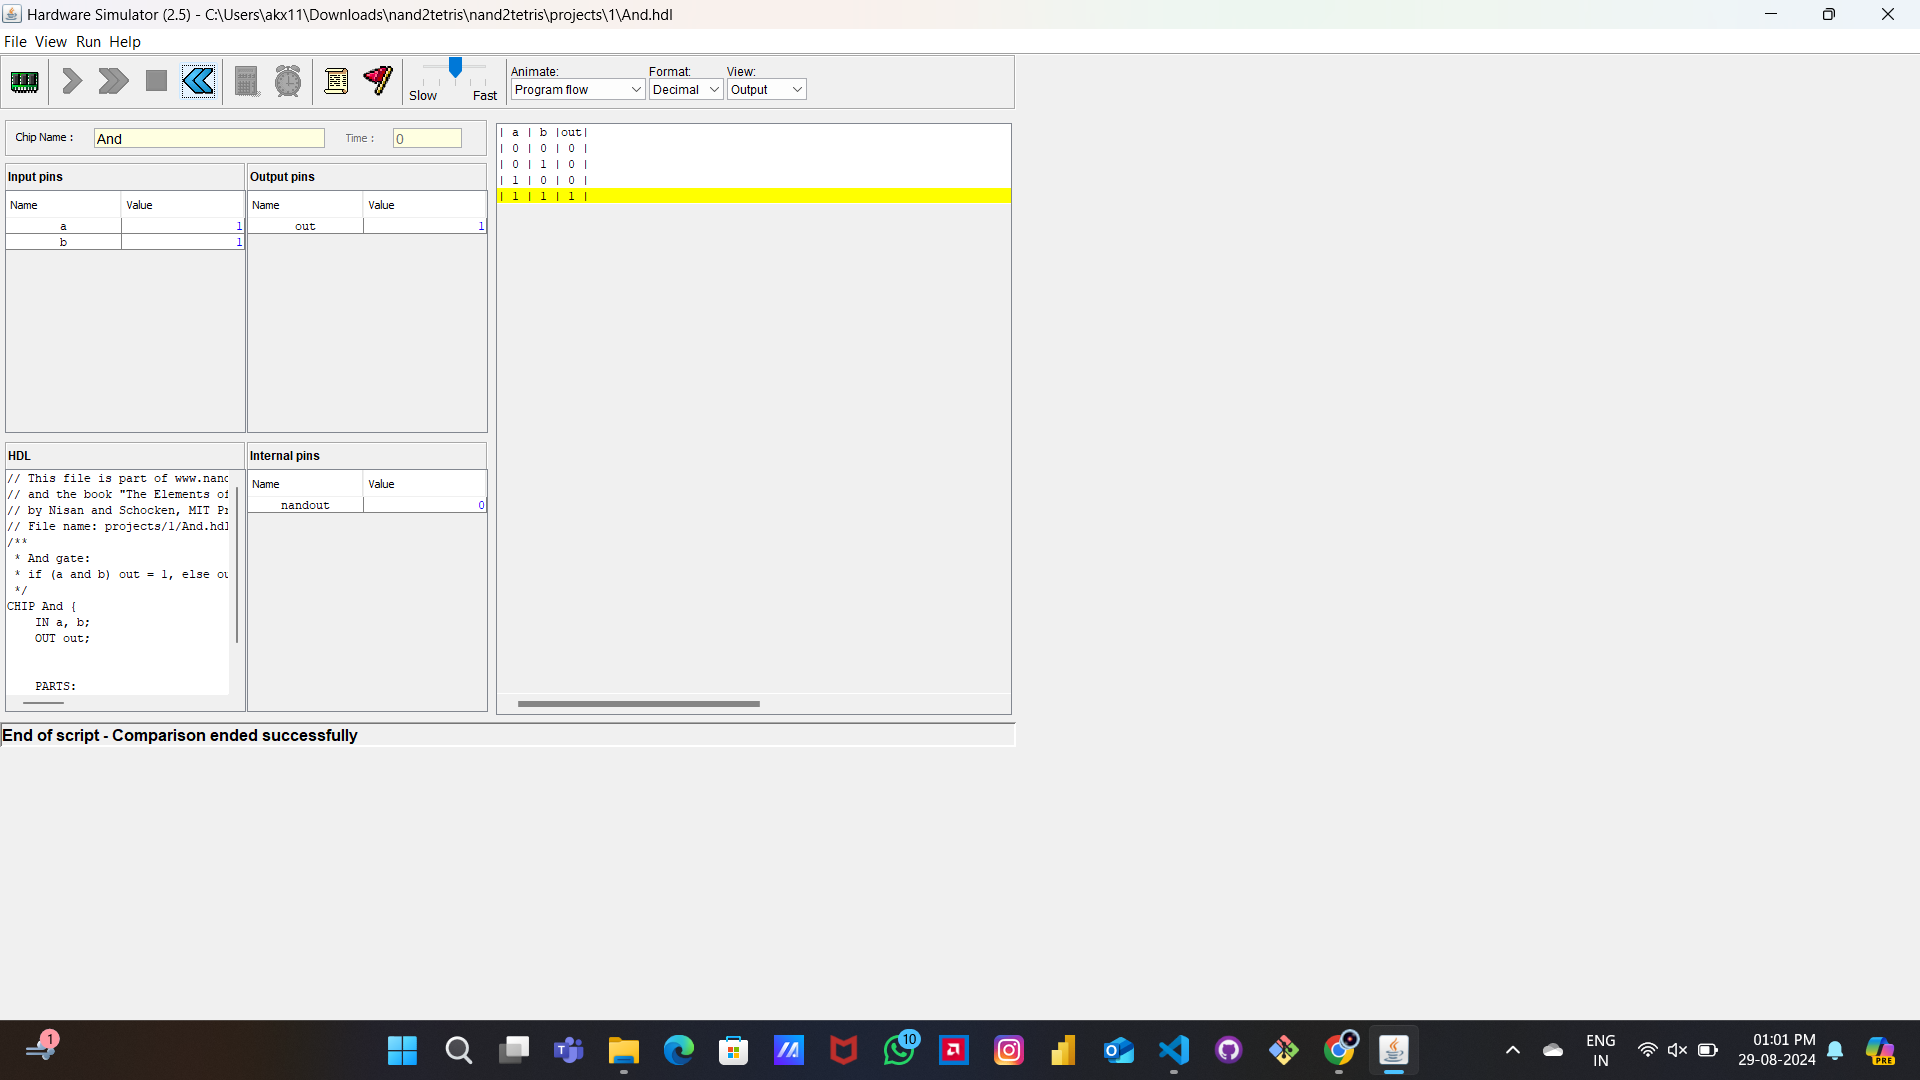 Hardware Simulator (2.5) - C:\Users\akx11\Downloads\nand2tetris\nand2tetris\projects\1\And.hdl
File View Run Help
Slow Fast
Animate: Format: View:
Program flow Decimal Output
Chip Name : And Time : 0
Input pins
Name Value
a 1
b 1
Output pins
Name Value
out 1
| a | b |out|
| 0 | 0 | 0 |
| 0 | 1 | 0 |
| 1 | 0 | 0 |
| 1 | 1 | 1 |
HDL
// This file is part of www.nand
// and the book "The Elements of
// by Nisan and Schocken, MIT Pr
// File name: projects/1/And.hdl
/**
* And gate:
* if (a and b) out = 1, else ou
*/
CHIP And {
IN a, b;
OUT out;
PARTS:
Internal pins
Name Value
nandout 0
End of script - Comparison ended successfully
1
10
PRE
ENG
IN
01:01 PM
29-08-2024